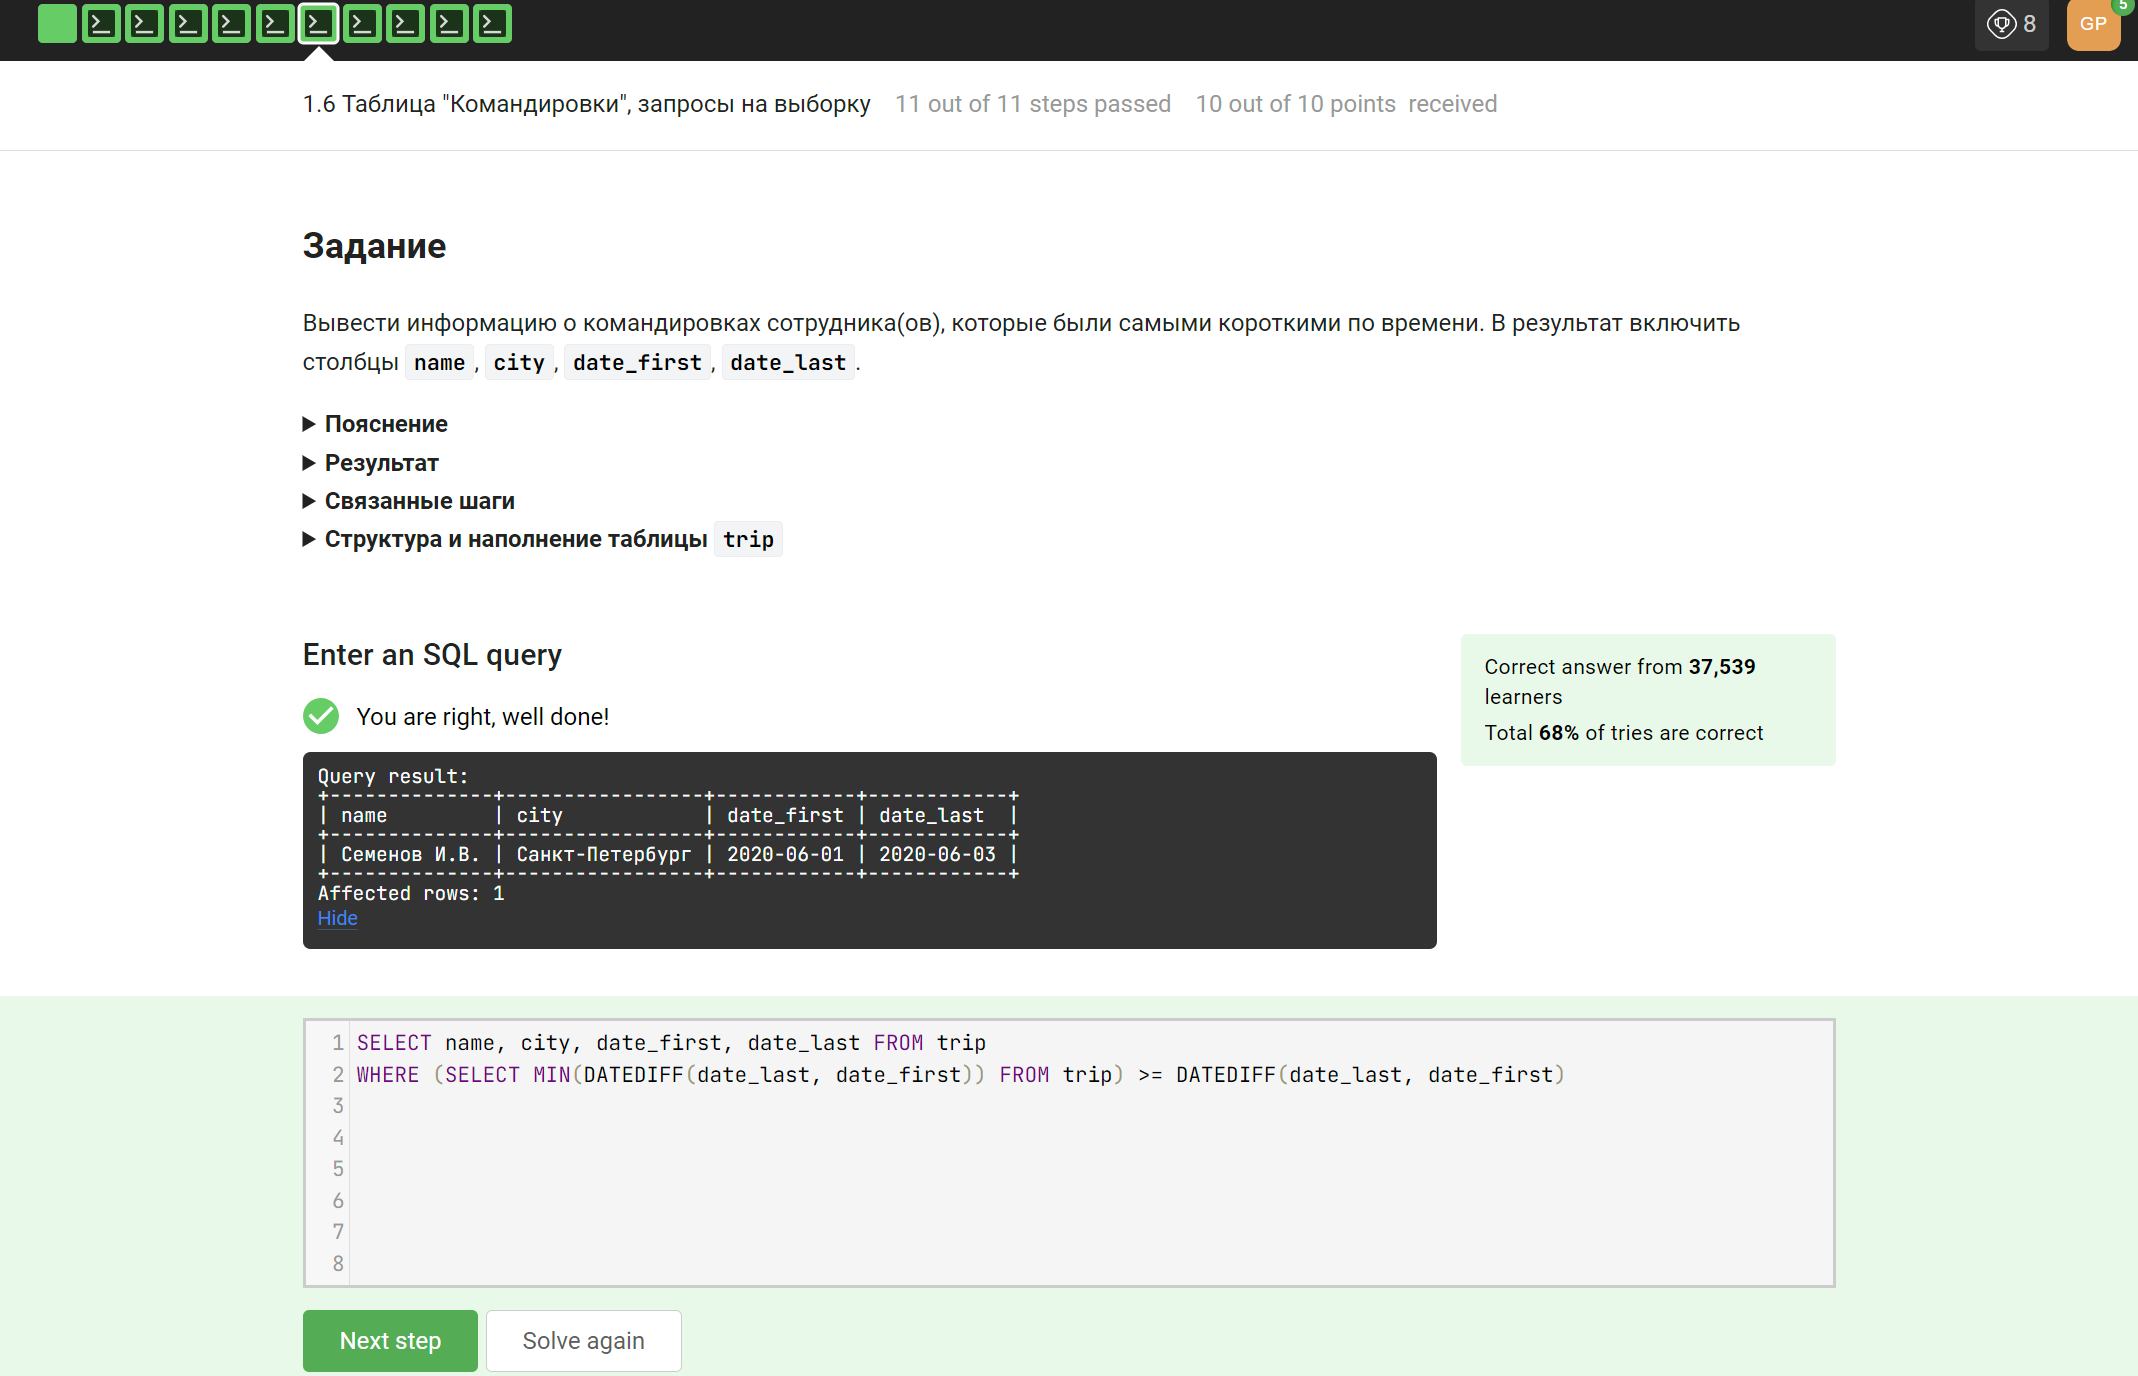 8
GP
5
1.6 Таблица "Командировки", запросы на выборку 11 out of 11 steps passed 10 out of 10 points received
Задание
Вывести информацию о командировках сотрудника(ов), которые были самыми короткими по времени. В результат включить
столбцы name, city, date_first, date_last.
Пояснение
Результат
Связанные шаги
Структура и наполнение таблицы trip
Enter an SQL query
You are right, well done!
Correct answer from 37,539
learners
Total 68% of tries are correct
Query result:
+--------------+-----------------+------------+------------+
| name         | city            | date_first | date_last  |
+--------------+-----------------+------------+------------+
| Семенов И.В. | Санкт-Петербург | 2020-06-01 | 2020-06-03 |
+--------------+-----------------+------------+------------+
Affected rows: 1
Hide
1 SELECT name, city, date_first, date_last FROM trip
2 WHERE (SELECT MIN(DATEDIFF(date_last, date_first)) FROM trip) >= DATEDIFF(date_last, date_first)
3
4
5
6
7
8
Next step
Solve again